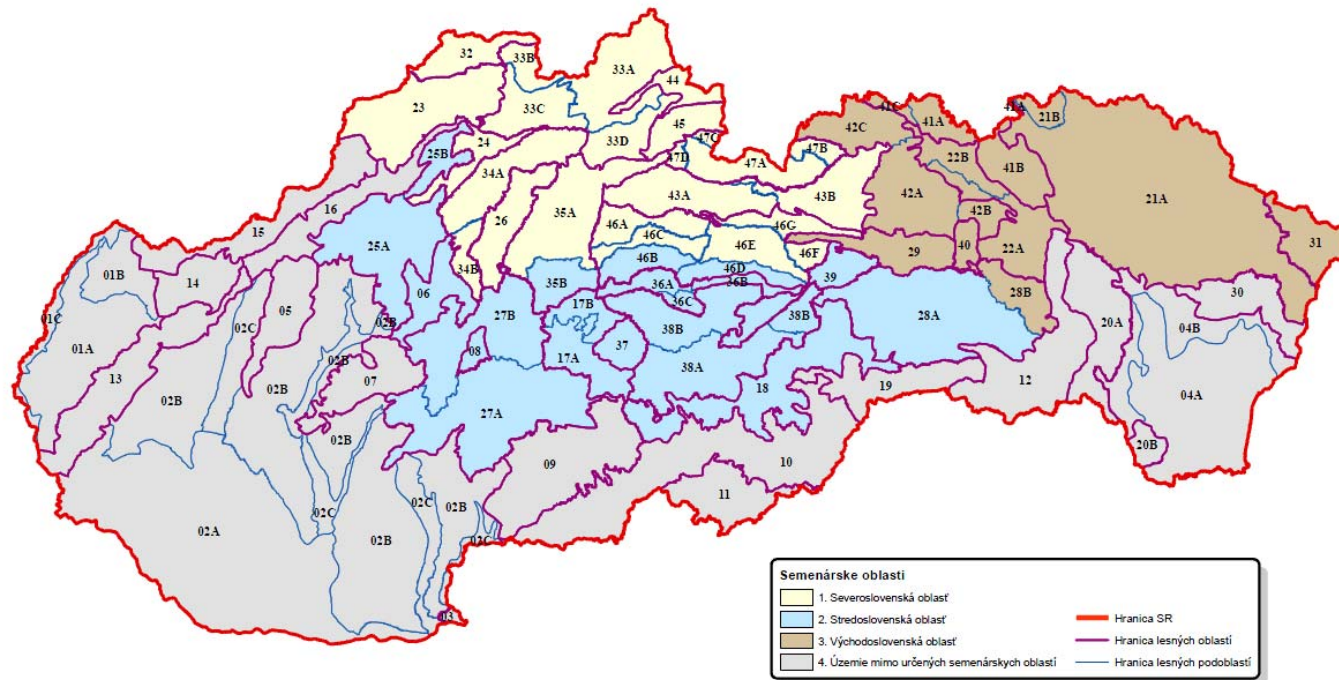 32
33B
33A
44
23
33C
45
24
33D
47C
47D
47A
47B
25B
34A
26
35A
43A
43B
46A
46C
46G
46E
46B
46D
46F
34B
35B
36A
36B
36C
16
15
25A
01B
14
01C
01A
13
02B
02C
05
02B
02B
02B
06
07
08
27B
17B
17A
37
38B
38B
38A
39
28A
18
19
27A
02B
02C
02B
02C
02B
02C
02A
03
09
10
11
12
41C
42C
41A
41A
21B
22B
41B
42A
42B
21A
40
22A
29
28B
31
30
20A
04B
04A
20B
Semenárske oblasti
1. Severoslovenská oblasť
2. Stredoslovenská oblasť
3. Východoslovenská oblasť
4. Územie mimo určených semenárskych oblastí
Hranica SR
Hranica lesných oblastí
Hranica lesných podoblastí